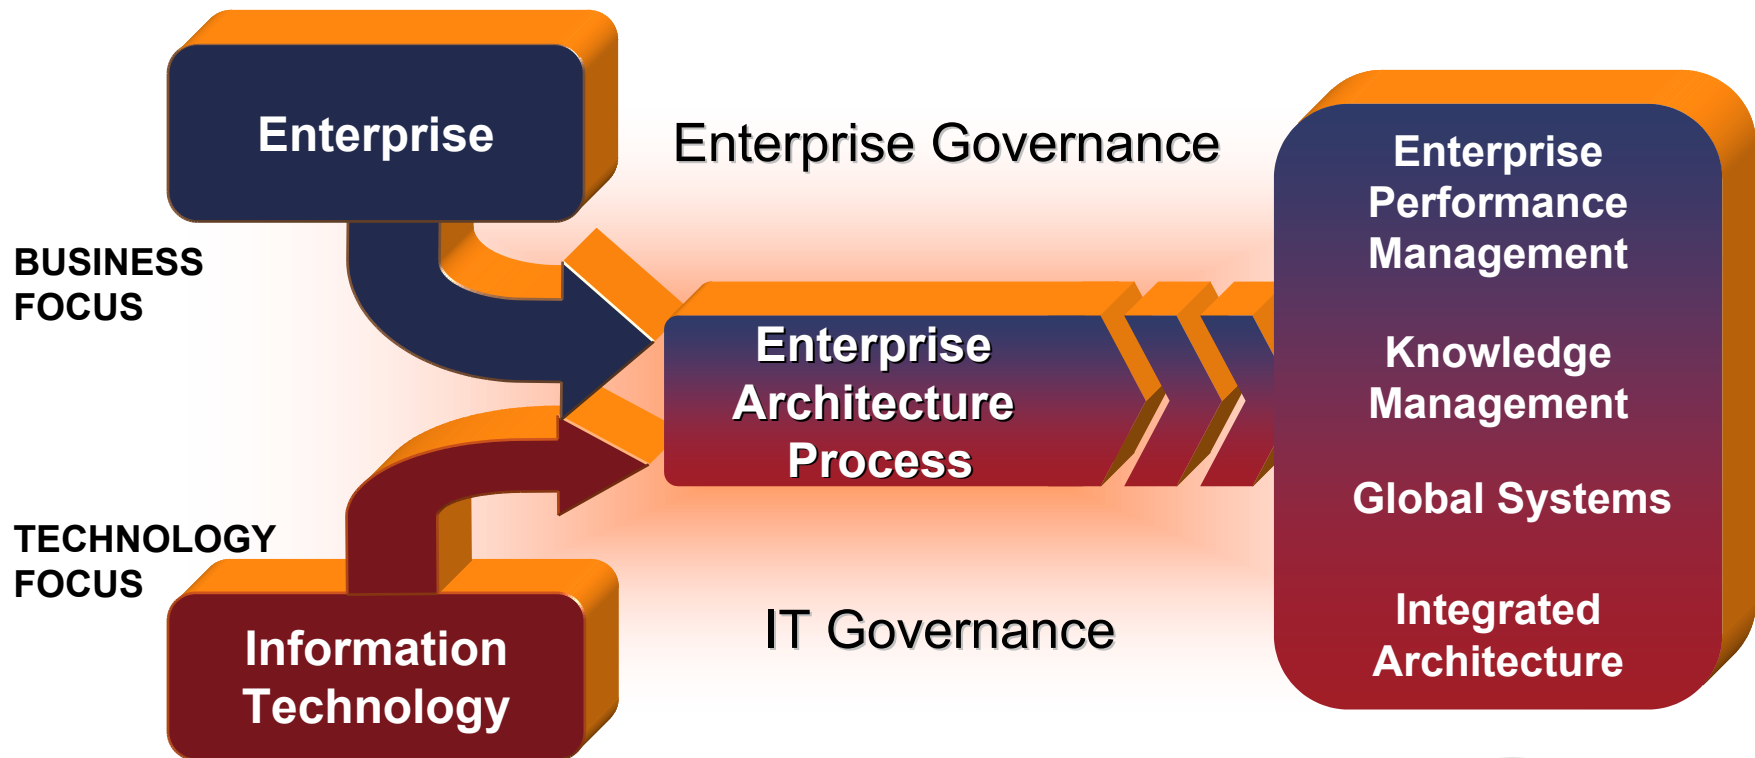 Enterprise
Enterprise Governance
BUSINESS
FOCUS
Enterprise
Architecture
Process
TECHNOLOGY
FOCUS
Information
Technology
IT Governance
Enterprise
Performance
Management
Knowledge
Management
Global Systems
Integrated
Architecture